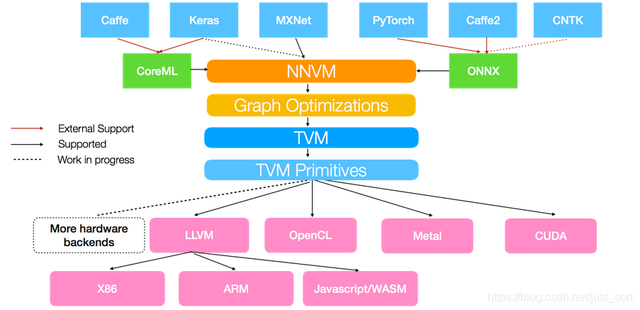 Caffe
Keras
MXNet
PyTorch
Caffe2
CNTK
CoreML
NNVM
ONNX
Graph Optimizations
External Support
Supported
Work in progress
TVM
TVM Primitives
More hardware
backends
LLVM
OpenCL
Metal
CUDA
X86
ARM
Javascript/WASM
https://blog.csdn.net/just_sort